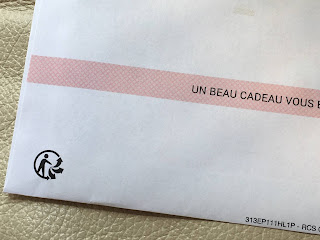 UN BEAU CADEAU VOUS
313EP111HL1P - RCS